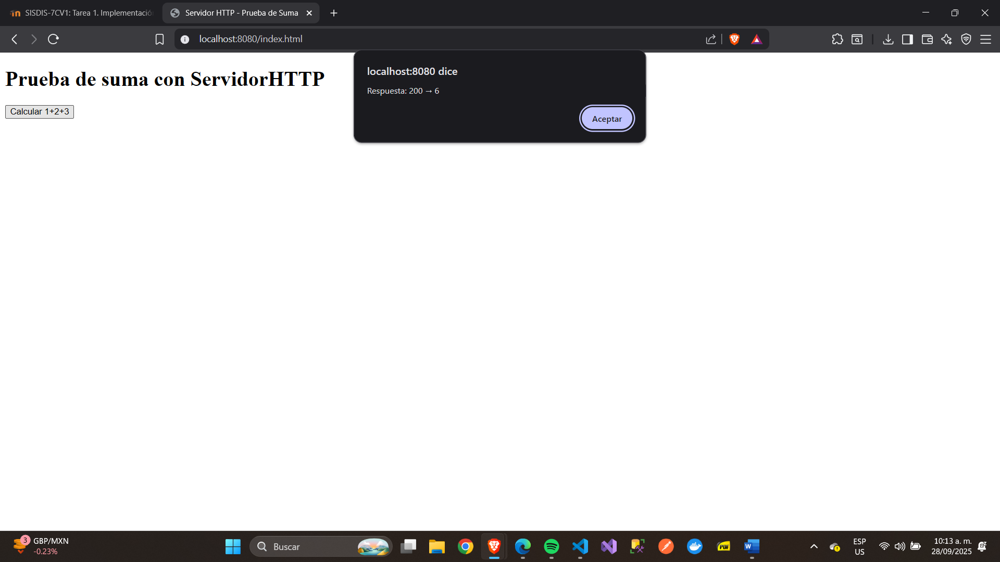 SISDIS-7CV1: Tarea 1. Implementació
Servidor HTTP - Prueba de Suma
localhost:8080/index.html
localhost:8080 dice
Respuesta: 200 → 6
Aceptar
Prueba de suma con ServidorHTTP
Calcular 1+2+3
3
GBP/MXN
-0.23%
Buscar
PDF
W
ESP
US
10:13 a. m.
28/09/2025